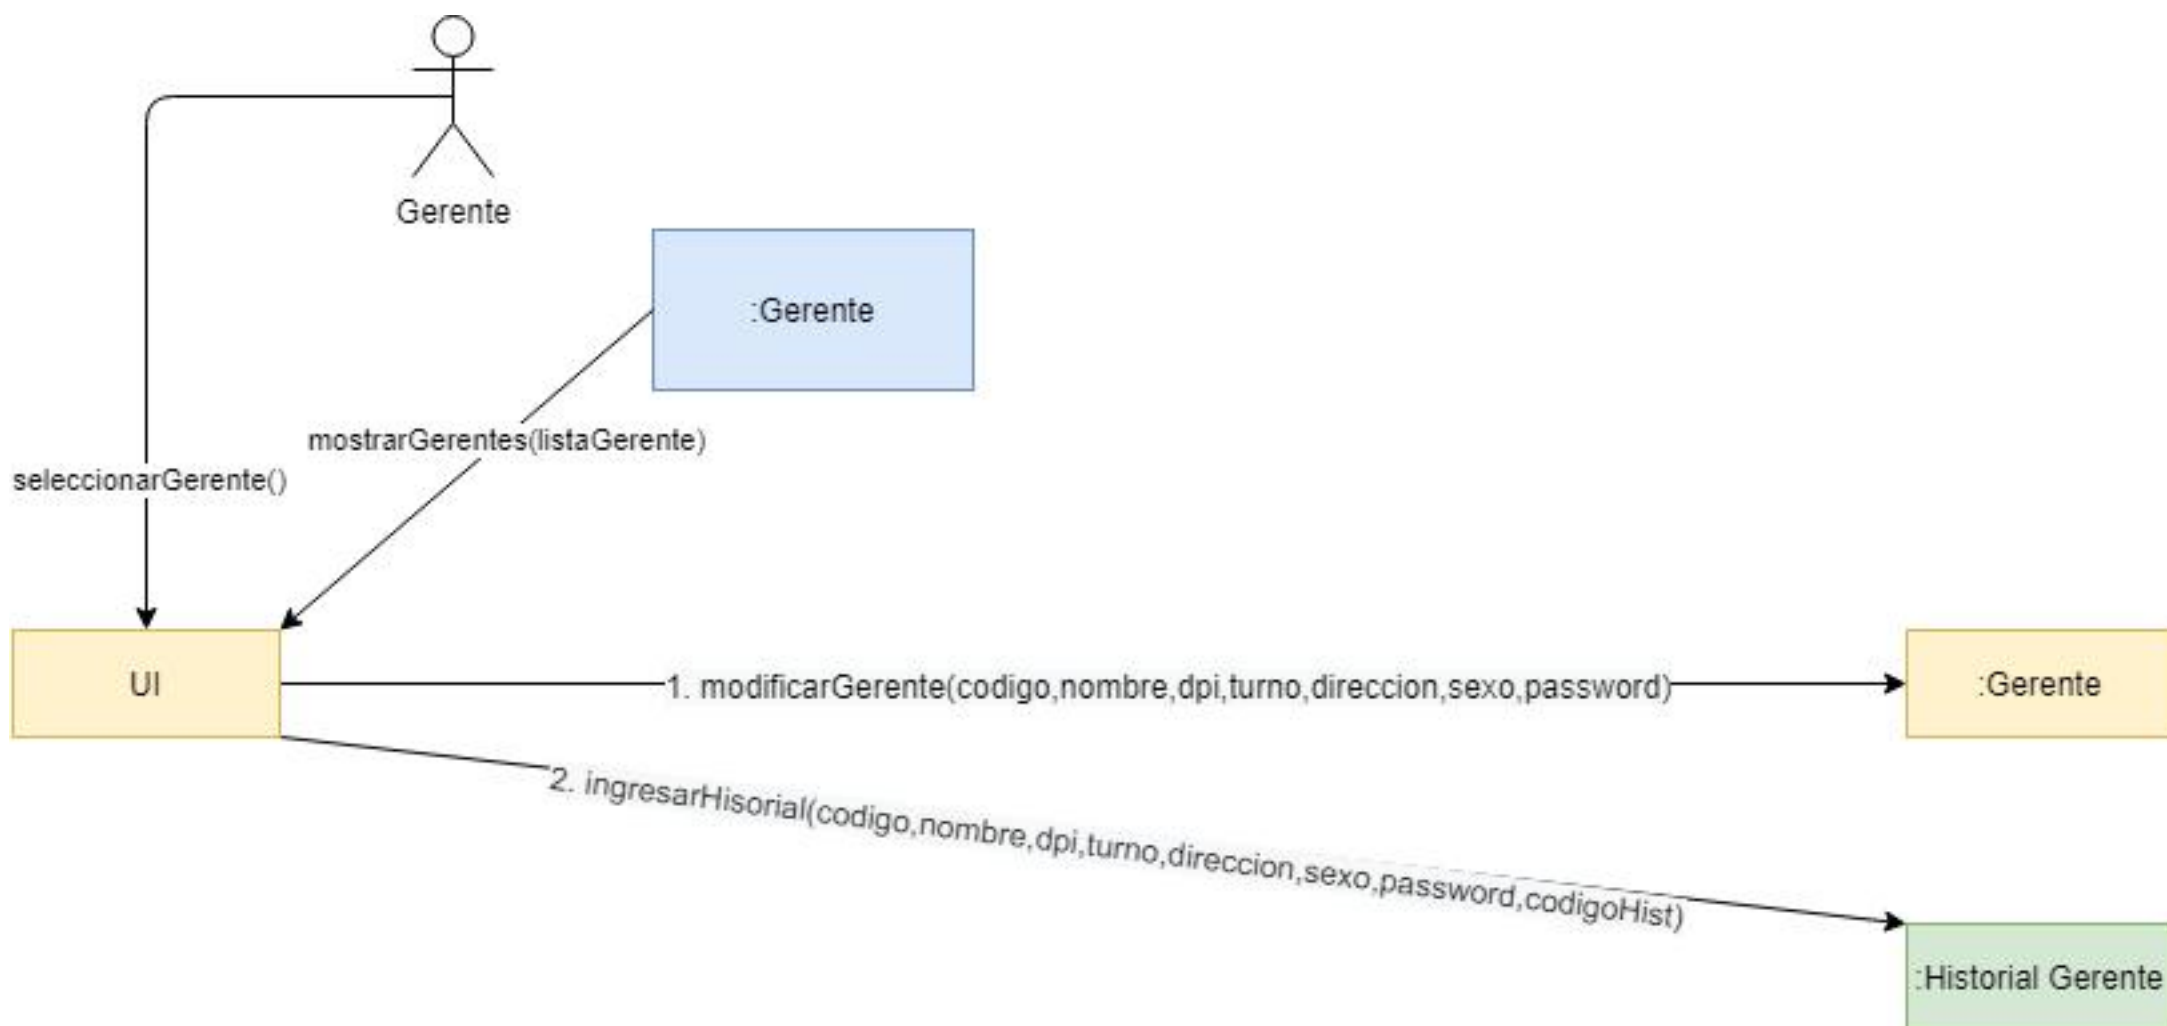 Gerente
:Gerente
mostrarGerentes(listaGerente)
seleccionarGerente()
UI
1. modificarGerente(codigo,nombre,dpi,turno,direccion,sexo,password)
:Gerente
2. ingresarHisorial(codigo,nombre,dpi,turno,direccion,sexo,password,codigoHist)
:Historial Gerente